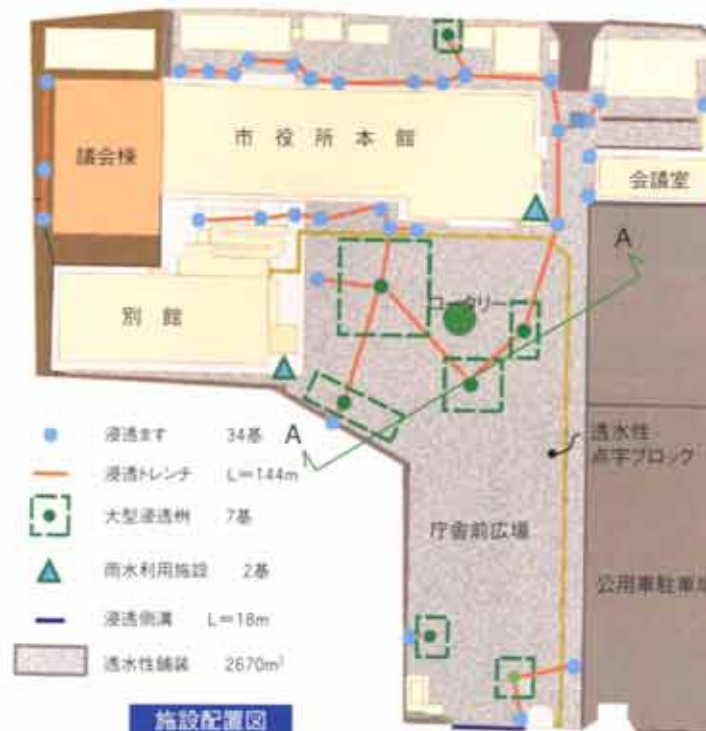 市役所本館
議会棟
会議室
A
ロータリー
別館
浸透ます 34基
A
透水性
点字ブロック
浸透トレンチ L=144m
大型浸透桝 7基
庁舎前広場
雨水利用施設 2基
公用車駐車場
浸透側溝 L=18m
透水性舗装 2670m²
施設配置図